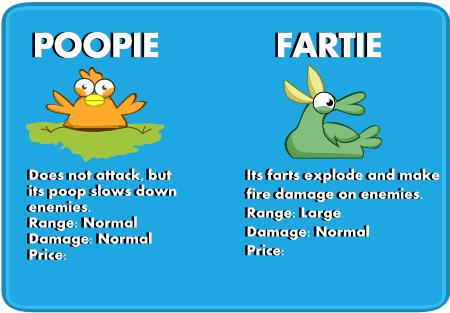 POOPIE
Does not attack, but
its poop slows down
enemies.
Range: Normal
Damage: Normal
Price:
FARTIE
Its farts explode and make
fire damage on enemies.
Range: Large
Damage: Normal
Price: